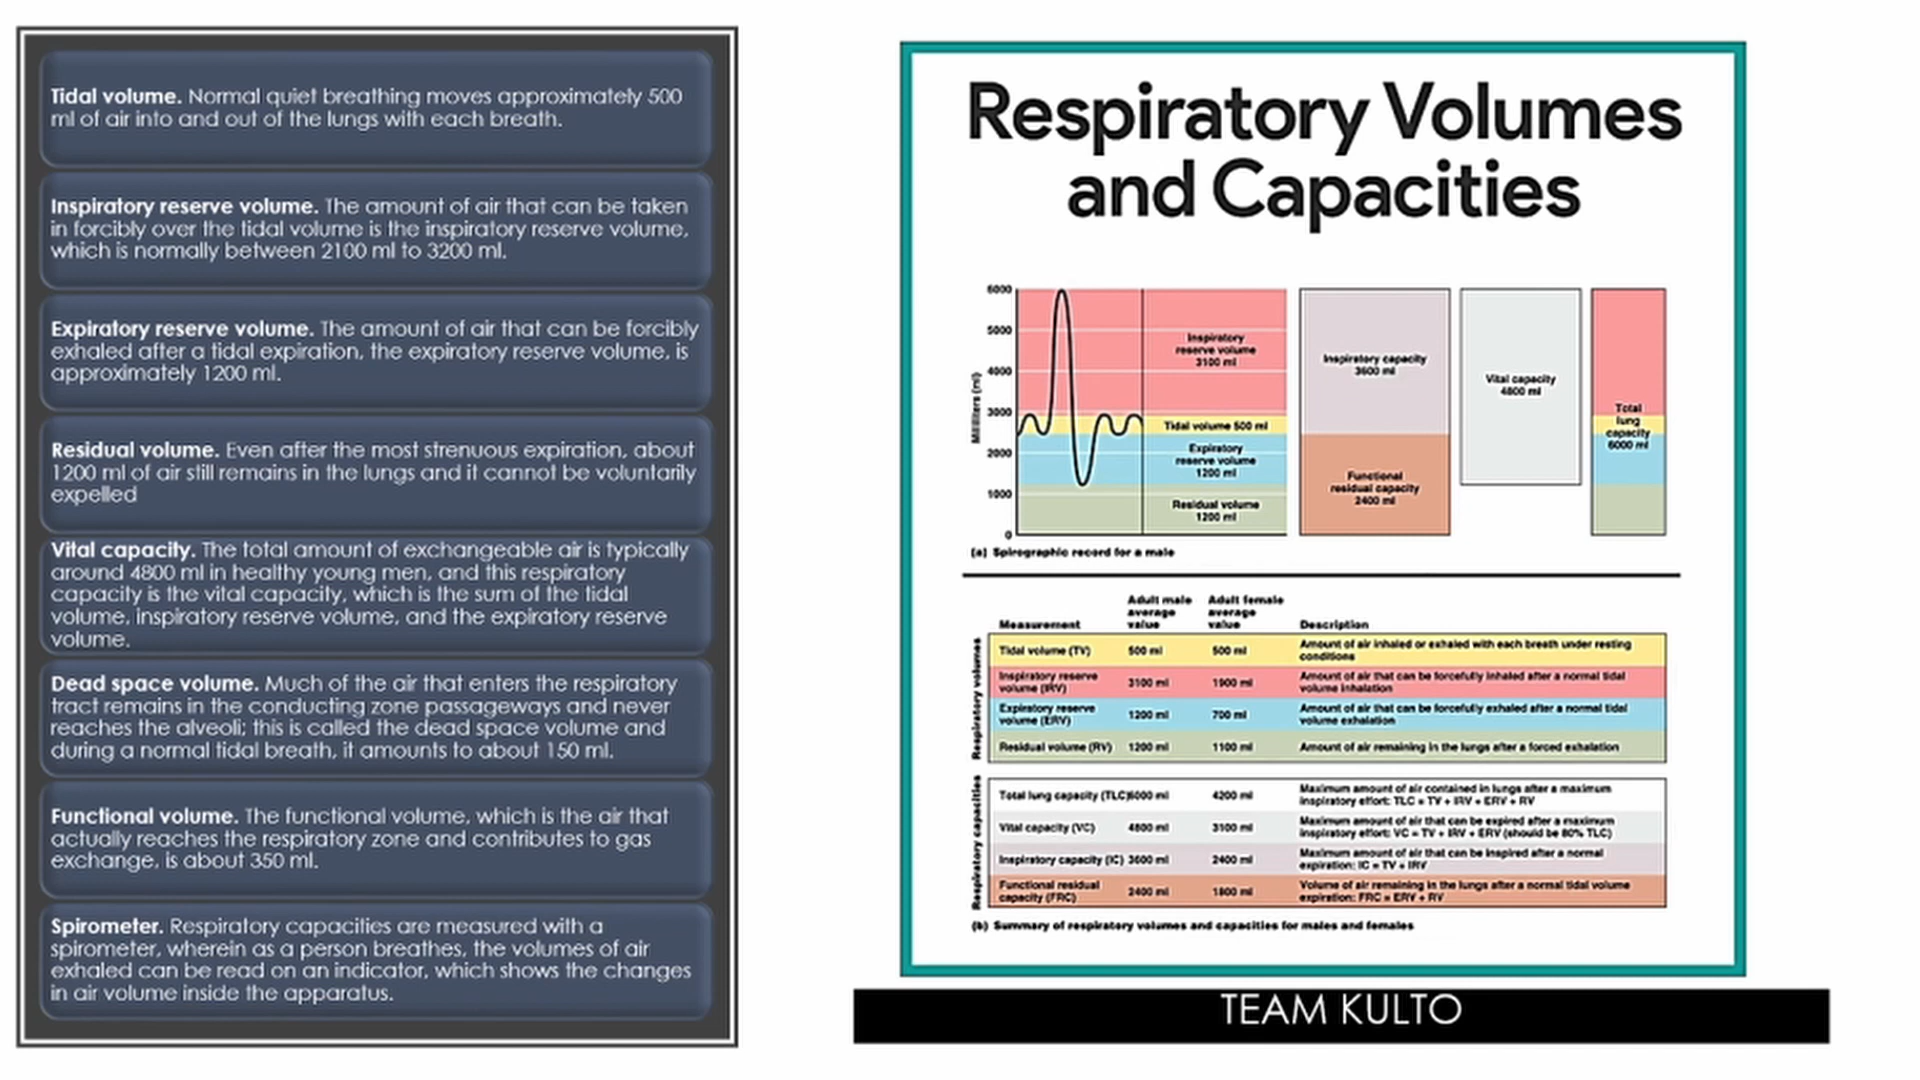 Tidal volume. Normal quiet breathing moves approximately 500
ml of air into and out of the lungs with each breath.
Inspiratory reserve volume. The amount of air that can be taken
in forcibly over the tidal volume is the inspiratory reserve volume,
which is normally between 2100 ml to 3200 ml.
Expiratory reserve volume. The amount of air that can be forcibly
exhaled after a tidal expiration, the expiratory reserve volume, is
approximately 1200 ml.
Residual volume. Even after the most strenuous expiration, about
1200 ml of air still remains in the lungs and it cannot be voluntarily
expelled
Vital capacity. The total amount of exchangeable air is typically
around 4800 ml in healthy young men, and this respiratory
capacity is the vital capacity, which is the sum of the tidal
volume, inspiratory reserve volume, and the expiratory reserve
volume.
Dead space volume. Much of the air that enters the respiratory
tract remains in the conducting zone passageways and never
reaches the alveoli; this is called the dead space volume and
during a normal tidal breath, it amounts to about 150 ml.
Functional volume. The functional volume, which is the air that
actually reaches the respiratory zone and contributes to gas
exchange, is about 350 ml.
Spirometer. Respiratory capacities are measured with a
spirometer, wherein as a person breathes, the volumes of air
exhaled can be read on an indicator, which shows the changes
in air volume inside the apparatus.
Respiratory Volumes
and Capacities
Milliliters (ml)
6000
5000
4000
3000
2000
1000
0
Inspiratory
reserve volume
3100 ml
Tidal volume 500 ml
Expiratory
reserve volume
1200 ml
Residual volume
1200 ml
Inspiratory capacity
3600 ml
Functional
residual capacity
2400 ml
Vital capacity
4800 ml
Total
lung
capacity
6000 ml
(a) Spirographic record for a male
Measurement
Adult male
average
value
Adult female
average
value
Description
Respiratory volumes
Tidal volume (TV) 500 ml 500 ml Amount of air inhaled or exhaled with each breath under resting
conditions
Inspiratory reserve
volume (IRV) 3100 ml 1900 ml Amount of air that can be forcefully inhaled after a normal tidal
volume inhalation
Expiratory reserve
volume (ERV) 1200 ml 700 ml Amount of air that can be forcefully exhaled after a normal tidal
volume exhalation
Residual volume (RV) 1200 ml 1100 ml Amount of air remaining in the lungs after a forced exhalation
Respiratory capacities
Total lung capacity (TLC) 6000 ml 4200 ml Maximum amount of air contained in lungs after a maximum
inspiratory effort: TLC = TV + IRV + ERV + RV
Vital capacity (VC) 4800 ml 3100 ml Maximum amount of air that can be expired after a maximum
inspiratory effort: VC = TV + IRV + ERV (should be 80% TLC)
Inspiratory capacity (IC) 3600 ml 2400 ml Maximum amount of air that can be inspired after a normal
expiration: IC = TV + IRV
Functional residual
capacity (FRC) 2400 ml 1800 ml Volume of air remaining in the lungs after a normal tidal volume
expiration: FRC = ERV + RV
(b) Summary of respiratory volumes and capacities for males and females
TEAM KULTO